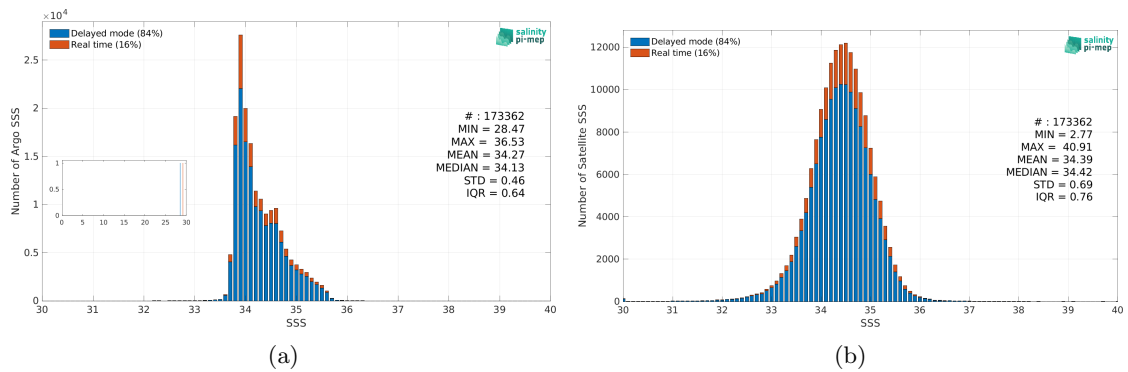 ×10⁴
Delayed mode (84%)
Real time (16%)
salinity
pi-mep
# : 173362
MIN = 28.47
MAX = 36.53
MEAN = 34.27
MEDIAN = 34.13
STD = 0.46
IQR = 0.64
Number of Argo SSS
2.5
2
1.5
1
0.5
0
1
0.5
0
0 5 10 15 20 25 30
30 31 32 33 34 35 36 37 38 39 40
SSS
(a)
Delayed mode (84%)
Real time (16%)
salinity
pi-mep
# : 173362
MIN = 2.77
MAX = 40.91
MEAN = 34.39
MEDIAN = 34.42
STD = 0.69
IQR = 0.76
Number of Satellite SSS
12000
10000
8000
6000
4000
2000
0
30 31 32 33 34 35 36 37 38 39 40
SSS
(b)